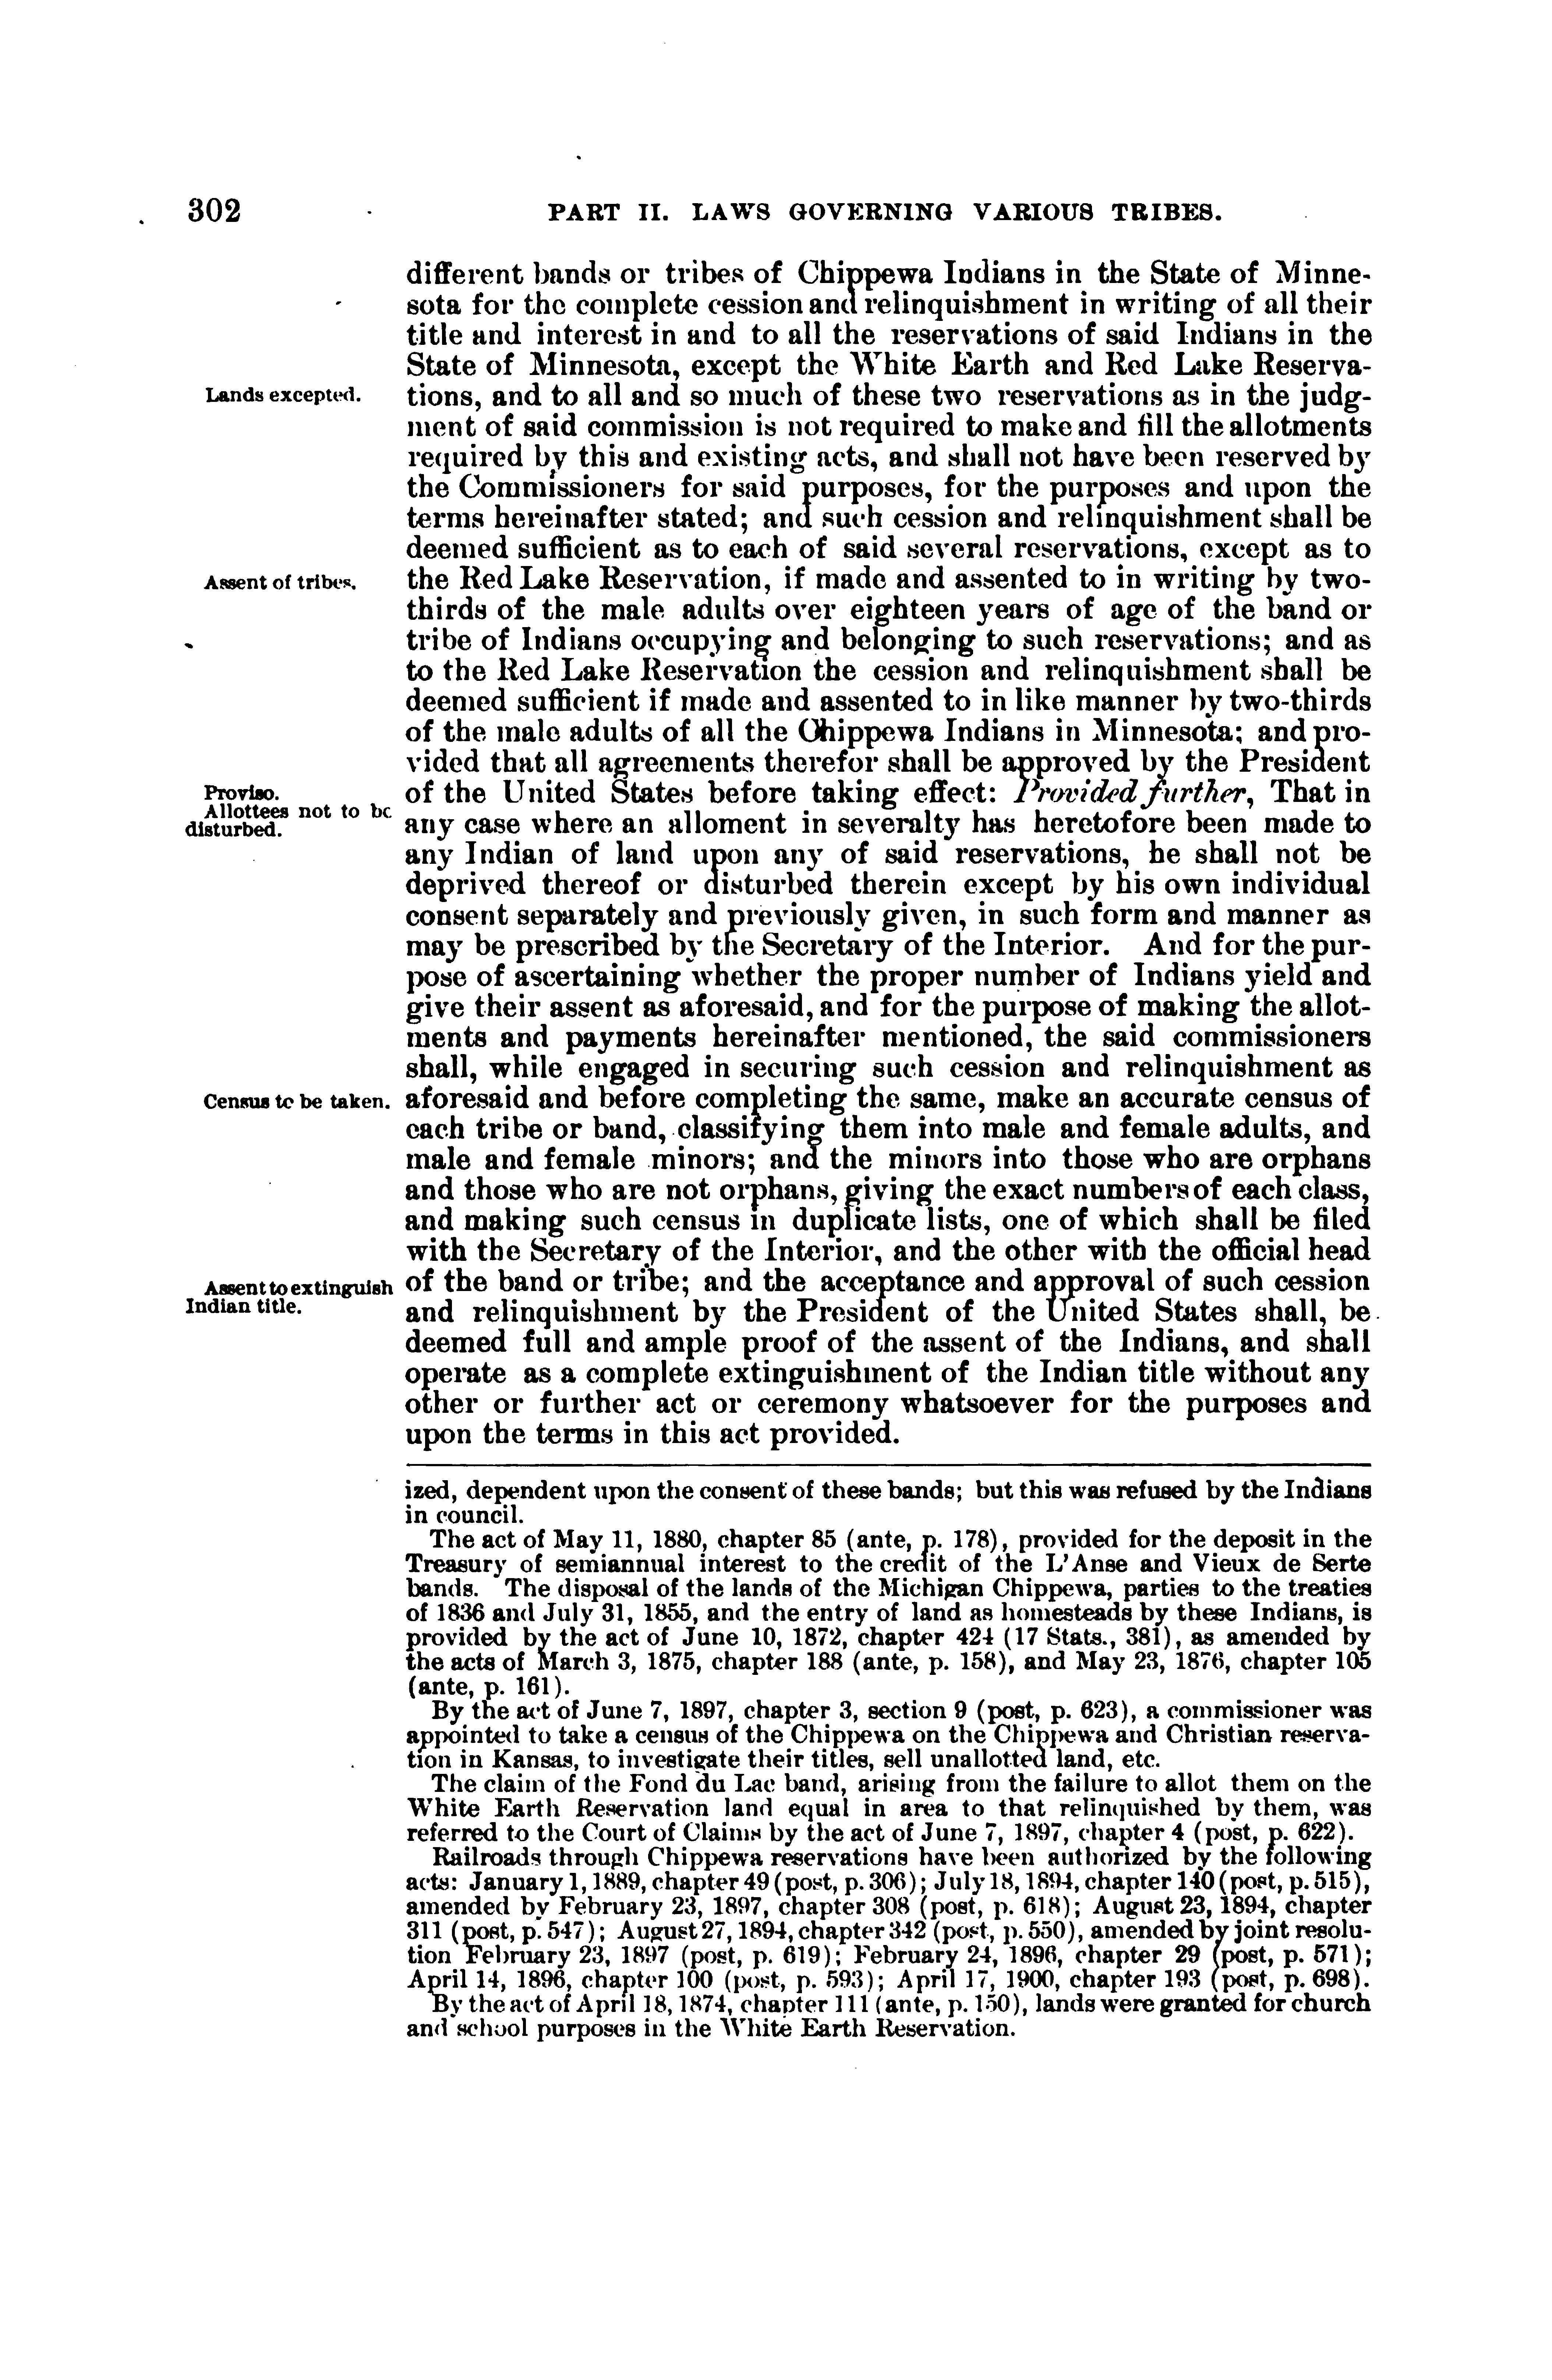 302
PART II. LAWS GOVERNING VARIOUS TRIBES.
different bands or tribes of Chippewa Indians in the State of Minne-
sota for the complete cession and relinquishment in writing of all their
title and interest in and to all the reservations of said Indians in the
State of Minnesota, except the White Earth and Red Lake Reserva-
Lands excepted.
tions, and to all and so much of these two reservations as in the judg-
ment of said commission is not required to make and fill the allotments
required by this and existing acts, and shall not have been reserved by
the Commissioners for said purposes, for the purposes and upon the
terms hereinafter stated; and such cession and relinquishment shall be
deemed sufficient as to each of said several reservations, except as to
Assent of tribes.
the Red Lake Reservation, if made and assented to in writing by two-
thirds of the male adults over eighteen years of age of the band or
tribe of Indians occupying and belonging to such reservations; and as
to the Red Lake Reservation the cession and relinquishment shall be
deemed sufficient if made and assented to in like manner by two-thirds
of the male adults of all the Chippewa Indians in Minnesota; and pro-
vided that all agreements therefor shall be approved by the President
Proviso.
of the United States before taking effect: Provided further, That in
Allottees not to be
disturbed.
any case where an alloment in severalty has heretofore been made to
any Indian of land upon any of said reservations, he shall not be
deprived thereof or disturbed therein except by his own individual
consent separately and previously given, in such form and manner as
may be prescribed by the Secretary of the Interior. And for the pur-
pose of ascertaining whether the proper number of Indians yield and
give their assent as aforesaid, and for the purpose of making the allot-
ments and payments hereinafter mentioned, the said commissioners
shall, while engaged in securing such cession and relinquishment as
Census to be taken.
aforesaid and before completing the same, make an accurate census of
each tribe or band, classifying them into male and female adults, and
male and female minors; and the minors into those who are orphans
and those who are not orphans, giving the exact numbers of each class,
and making such census in duplicate lists, one of which shall be filed
with the Secretary of the Interior, and the other with the official head
Assent to extinguish
Indian title.
of the band or tribe; and the acceptance and approval of such cession
and relinquishment by the President of the United States shall, be
deemed full and ample proof of the assent of the Indians, and shall
operate as a complete extinguishment of the Indian title without any
other or further act or ceremony whatsoever for the purposes and
upon the terms in this act provided.
ized, dependent upon the consent of these bands; but this was refused by the Indians
in council.
The act of May 11, 1880, chapter 85 (ante, p. 178), provided for the deposit in the
Treasury of semiannual interest to the credit of the L'Anse and Vieux de Serte
bands. The disposal of the lands of the Michigan Chippewa, parties to the treaties
of 1836 and July 31, 1855, and the entry of land as homesteads by these Indians, is
provided by the act of June 10, 1872, chapter 424 (17 Stats., 381), as amended by
the acts of March 3, 1875, chapter 188 (ante, p. 158), and May 23, 1876, chapter 105
(ante, p. 161).
By the act of June 7, 1897, chapter 3, section 9 (post, p. 623), a commissioner was
appointed to take a census of the Chippewa on the Chippewa and Christian reserva-
tion in Kansas, to investigate their titles, sell unallotted land, etc.
The claim of the Fond du Lac band, arising from the failure to allot them on the
White Earth Reservation land equal in area to that relinquished by them, was
referred to the Court of Claims by the act of June 7, 1897, chapter 4 (post, p. 622).
Railroads through Chippewa reservations have been authorized by the following
acts: January 1, 1889, chapter 49 (post, p. 306); July 18, 1894, chapter 140 (post, p. 515),
amended by February 23, 1897, chapter 308 (post, p. 618); August 23, 1894, chapter
311 (post, p. 547); August 27, 1894, chapter 342 (post, p. 550), amended by joint resolu-
tion February 23, 1897 (post, p. 619); February 24, 1896, chapter 29 (post, p. 571);
April 14, 1896, chapter 100 (post, p. 593); April 17, 1900, chapter 193 (post, p. 698).
By the act of April 18, 1874, chapter 111 (ante, p. 150), lands were granted for church
and school purposes in the White Earth Reservation.